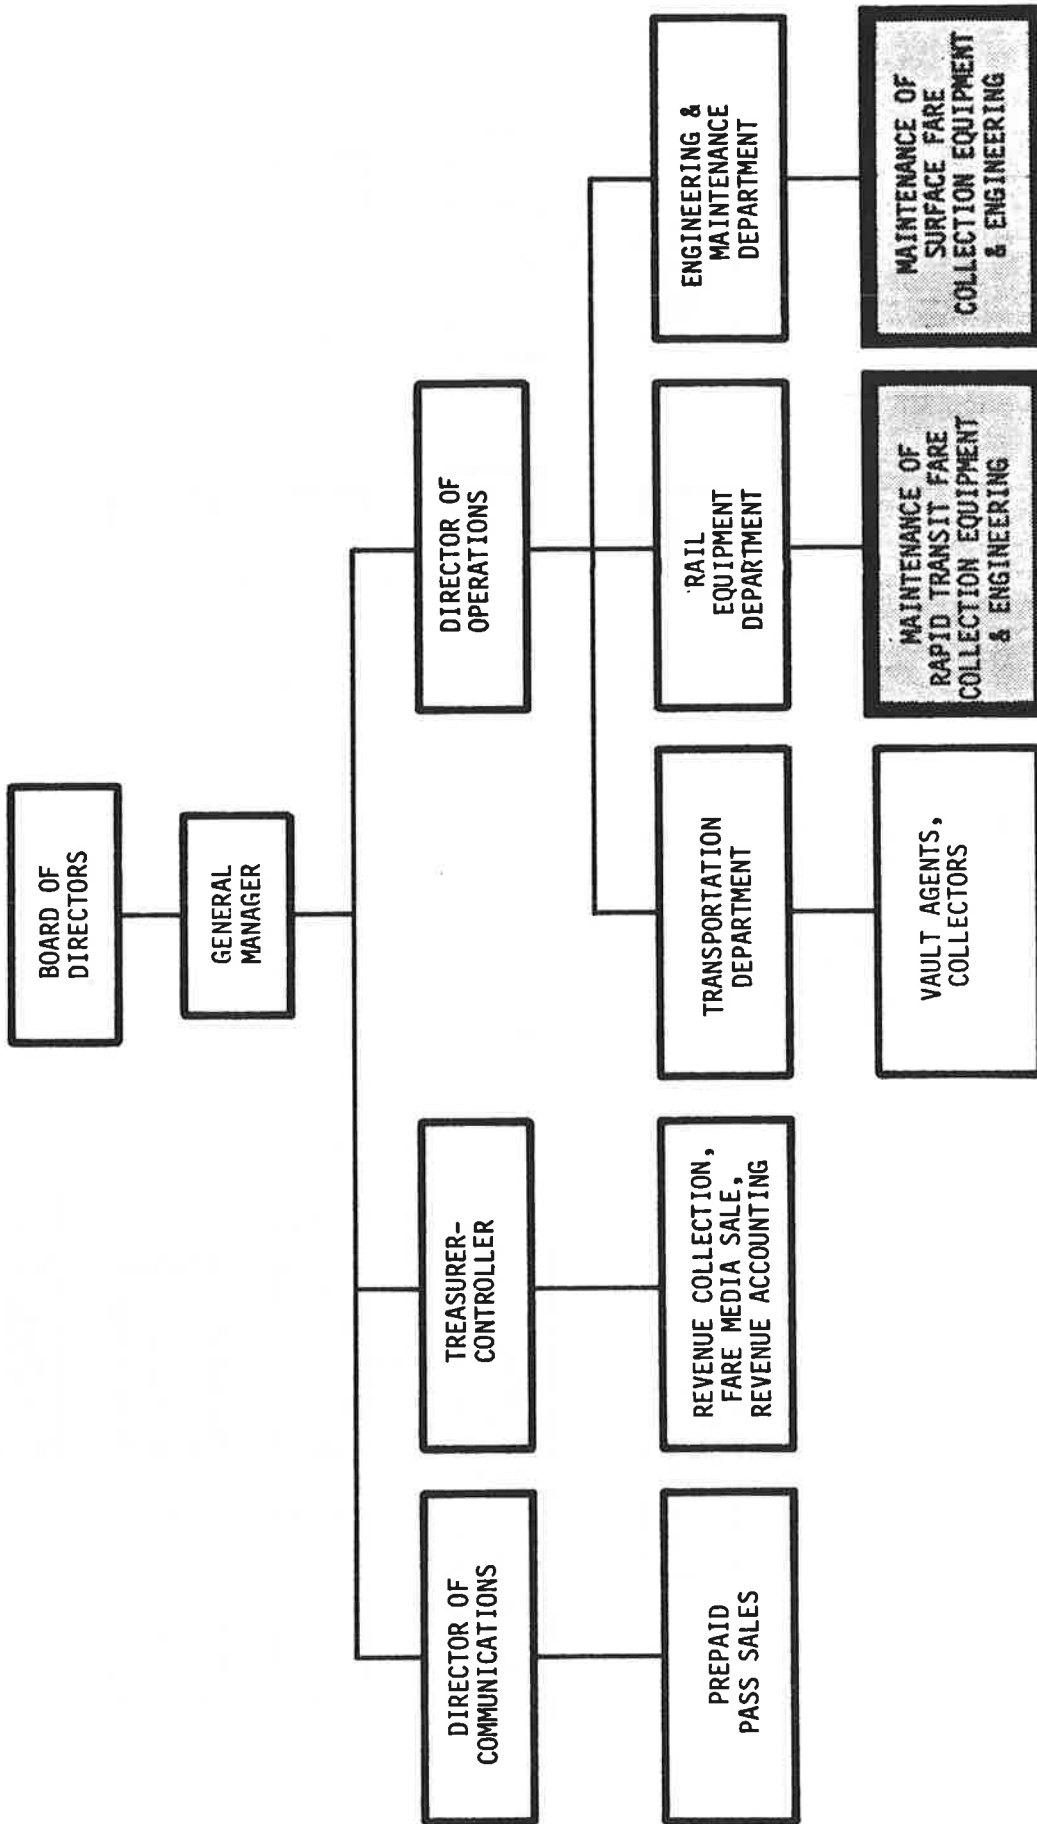 BOARD OF
DIRECTORS
GENERAL
MANAGER
DIRECTOR OF
COMMUNICATIONS
TREASURER-
CONTROLLER
DIRECTOR OF
OPERATIONS
PREPAID
PASS SALES
REVENUE COLLECTION,
FARE MEDIA SALE,
REVENUE ACCOUNTING
TRANSPORTATION
DEPARTMENT
RAIL
EQUIPMENT
DEPARTMENT
ENGINEERING &
MAINTENANCE
DEPARTMENT
VAULT AGENTS,
COLLECTORS
MAINTENANCE OF
RAPID TRANSIT FARE
COLLECTION EQUIPMENT
& ENGINEERING
MAINTENANCE OF
SURFACE FARE
COLLECTION EQUIPMENT
& ENGINEERING